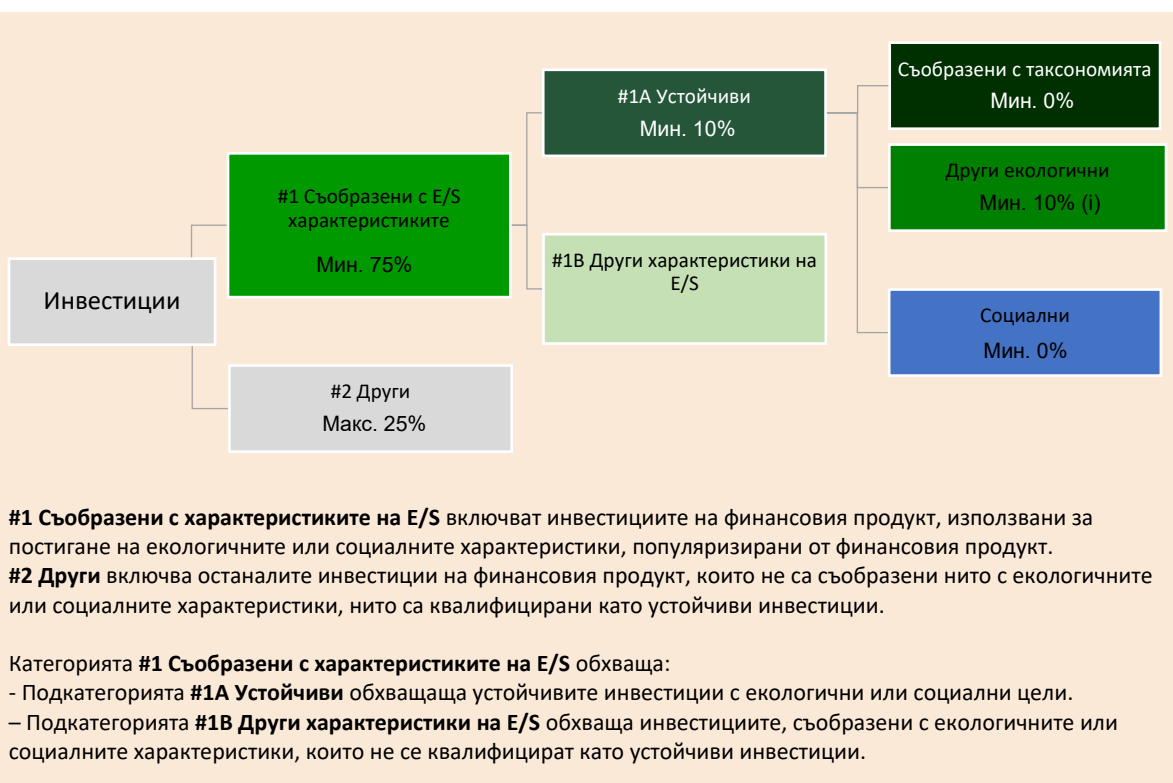 Инвестиции
#1 Съобразени с E/S
характеристиките
Мин. 75%
#2 Други
Макс. 25%
#1A Устойчиви
Мин. 10%
#1B Други характеристики на
E/S
Съобразени с таксономията
Мин. 0%
Други екологични
Мин. 10% (i)
Социални
Мин. 0%
#1 Съобразени с характеристиките на E/S включват инвестициите на финансовия продукт, използвани за
постигане на екологичните или социалните характеристики, популяризирани от финансовия продукт.
#2 Други включва останалите инвестиции на финансовия продукт, които не са съобразени нито с екологичните
или социалните характеристики, нито са квалифицирани като устойчиви инвестиции.
Категорията #1 Съобразени с характеристиките на E/S обхваща:
- Подкатегорията #1A Устойчиви обхващаща устойчивите инвестиции с екологични или социални цели.
– Подкатегорията #1B Други характеристики на E/S обхваща инвестициите, съобразени с екологичните или
социалните характеристики, които не се квалифицират като устойчиви инвестиции.